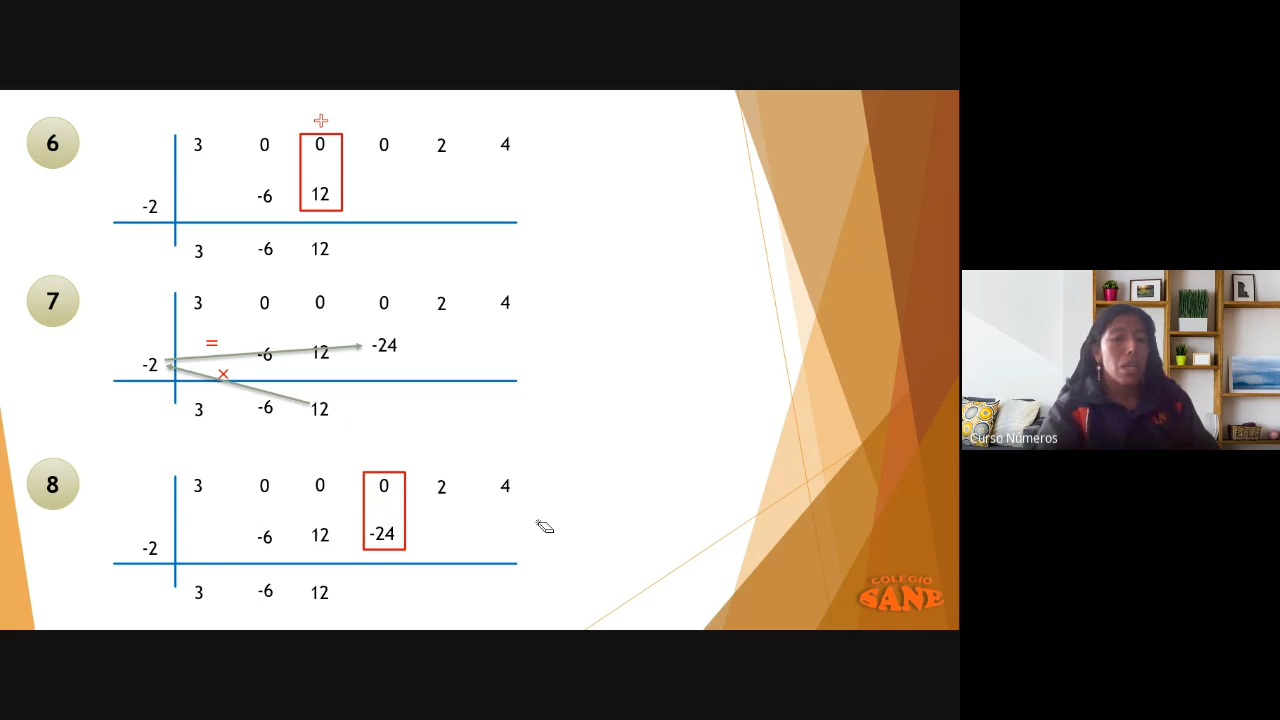 +
6 3 0 0 0 2 4
-6 12
-2
3 -6 12
7 3 0 0 0 2 4
= -24
-6 12
-2
×
3 -6 12
8 3 0 0 0 2 4
-6 12 -24
-2
3 -6 12
COLEGIO
SANE
Curso Números